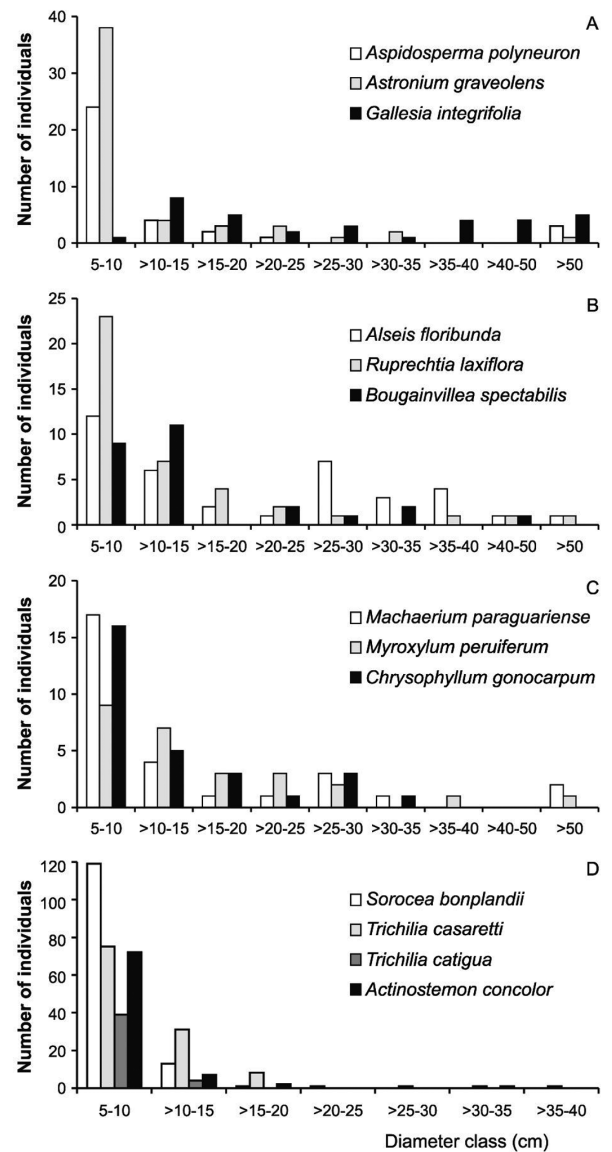 A
Number of individuals
40
30
20
10
0
Aspidosperma polyneuron
Astronium graveolens
Gallesia integrifolia
5-10 >10-15 >15-20 >20-25 >25-30 >30-35 >35-40 >40-50 >50
B
Number of individuals
25
20
15
10
5
0
Alseis floribunda
Ruprechtia laxiflora
Bougainvillea spectabilis
5-10 >10-15 >15-20 >20-25 >25-30 >30-35 >35-40 >40-50 >50
C
Number of individuals
20
15
10
5
0
Machaerium paraguariense
Myroxylum peruiferum
Chrysophyllum gonocarpum
5-10 >10-15 >15-20 >20-25 >25-30 >30-35 >35-40 >40-50 >50
D
Number of individuals
120
100
80
60
40
20
0
Sorocea bonplandii
Trichilia casaretti
Trichilia catigua
Actinostemon concolor
5-10 >10-15 >15-20 >20-25 >25-30 >30-35 >35-40
Diameter class (cm)